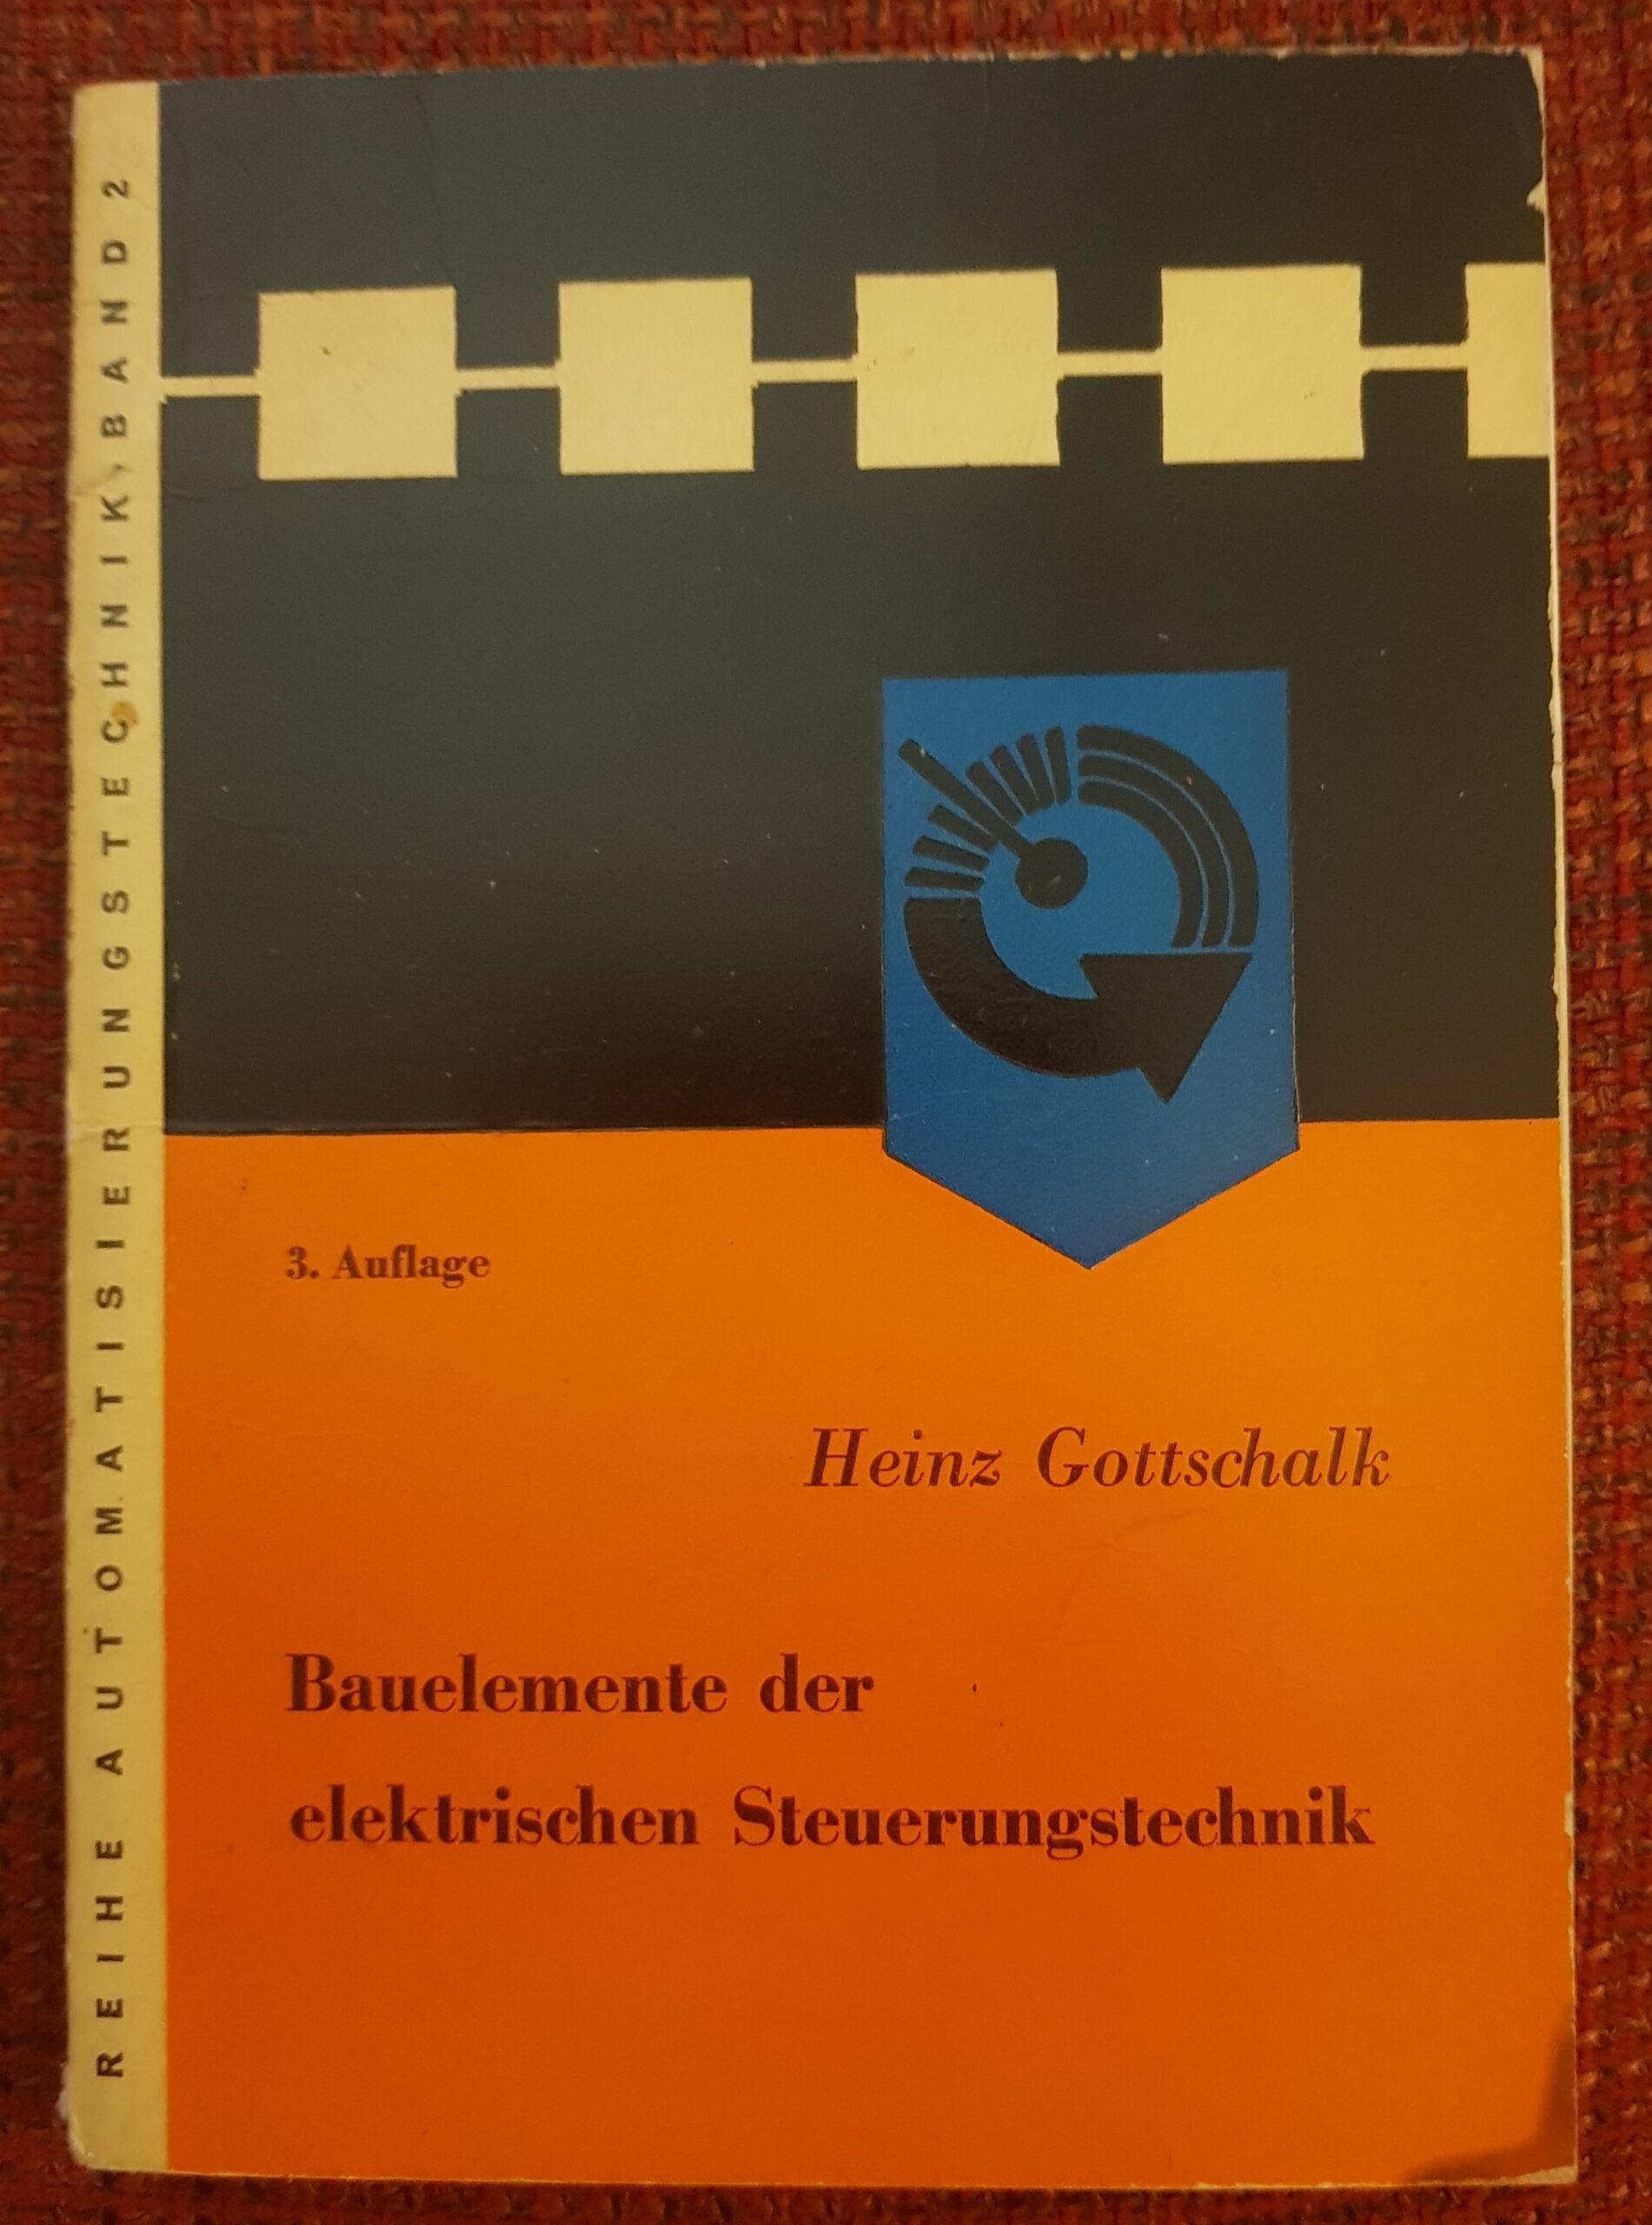 REIHE AUTOMATISIERUNGSTECHNIK, BAND 2
3. Auflage
Heinz Gottschalk
Bauelemente der
elektrischen Steuerungstechnik